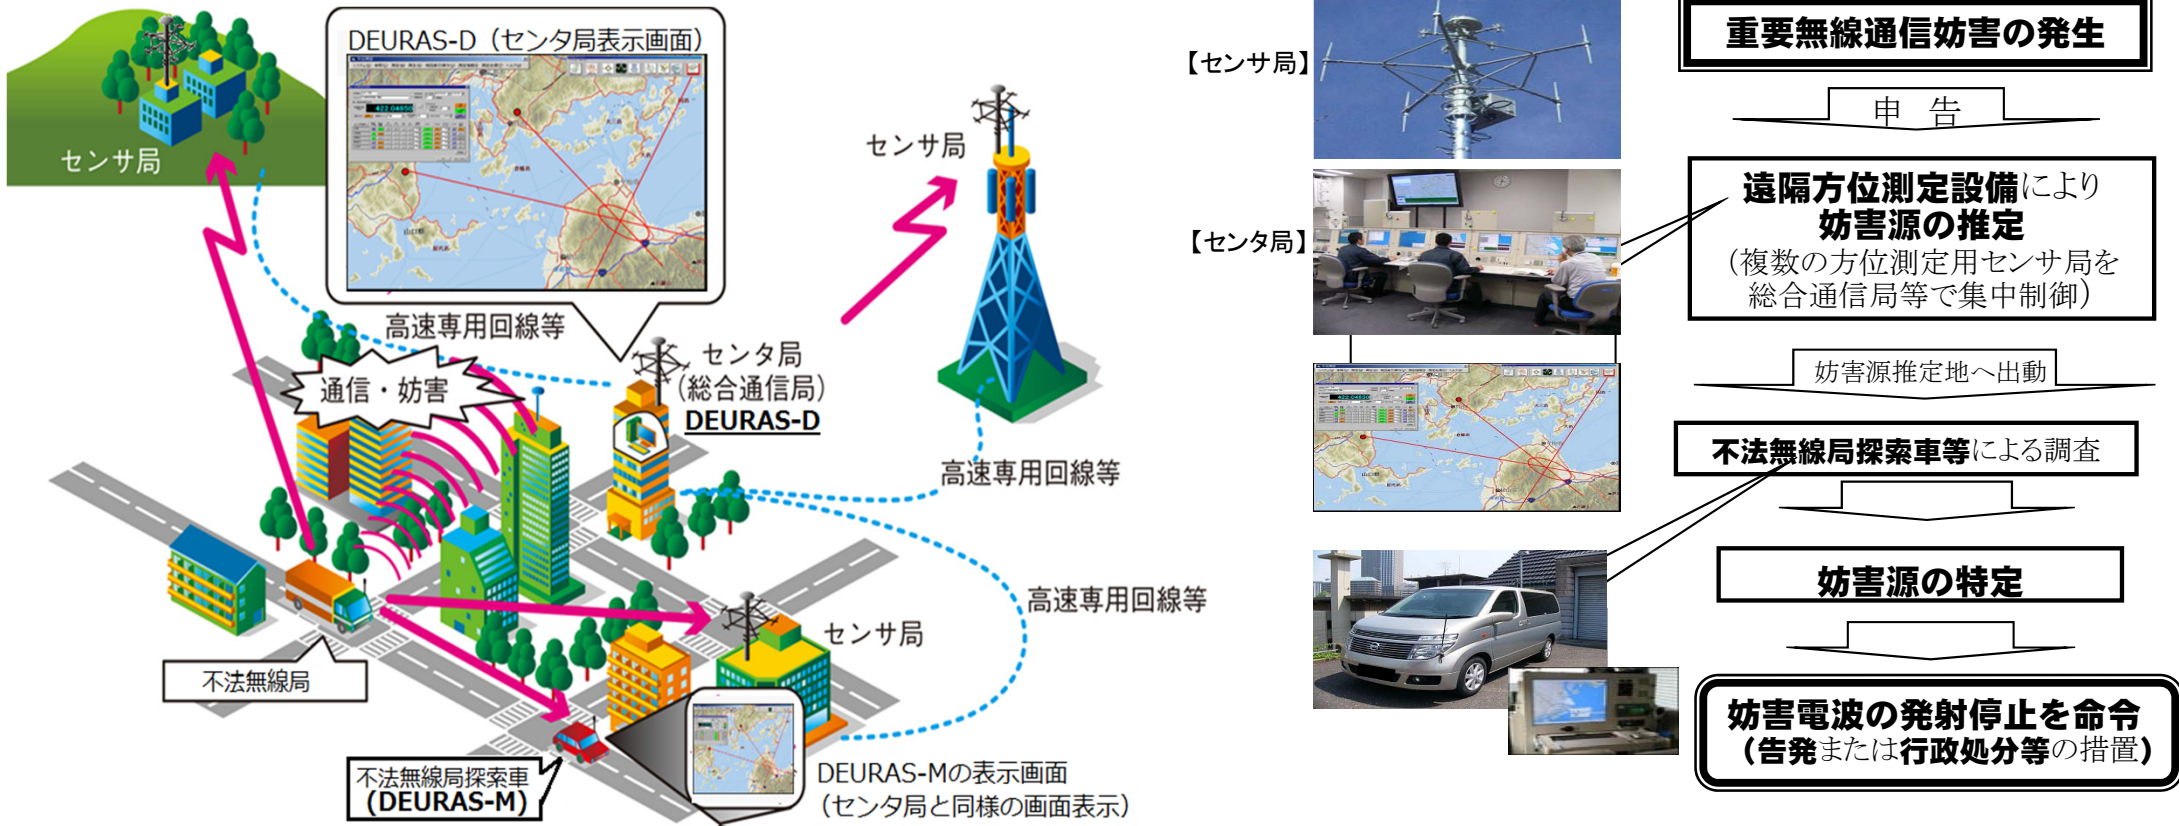 DEURAS-D（センタ局表示画面）
422.04850
センサ局
高速専用回線等
通信・妨害
センタ局
（総合通信局）
DEURAS-D
センサ局
高速専用回線等
高速専用回線等
センサ局
不法無線局
不法無線局探索車
(DEURAS-M)
DEURAS-Mの表示画面
（センタ局と同様の画面表示）
【センサ局】
【センタ局】
重要無線通信妨害の発生
申　告
遠隔方位測定設備により
妨害源の推定
（複数の方位測定用センサ局を
総合通信局等で集中制御）
妨害源推定地へ出動
不法無線局探索車等による調査
妨害源の特定
妨害電波の発射停止を命令
（告発または行政処分等の措置）